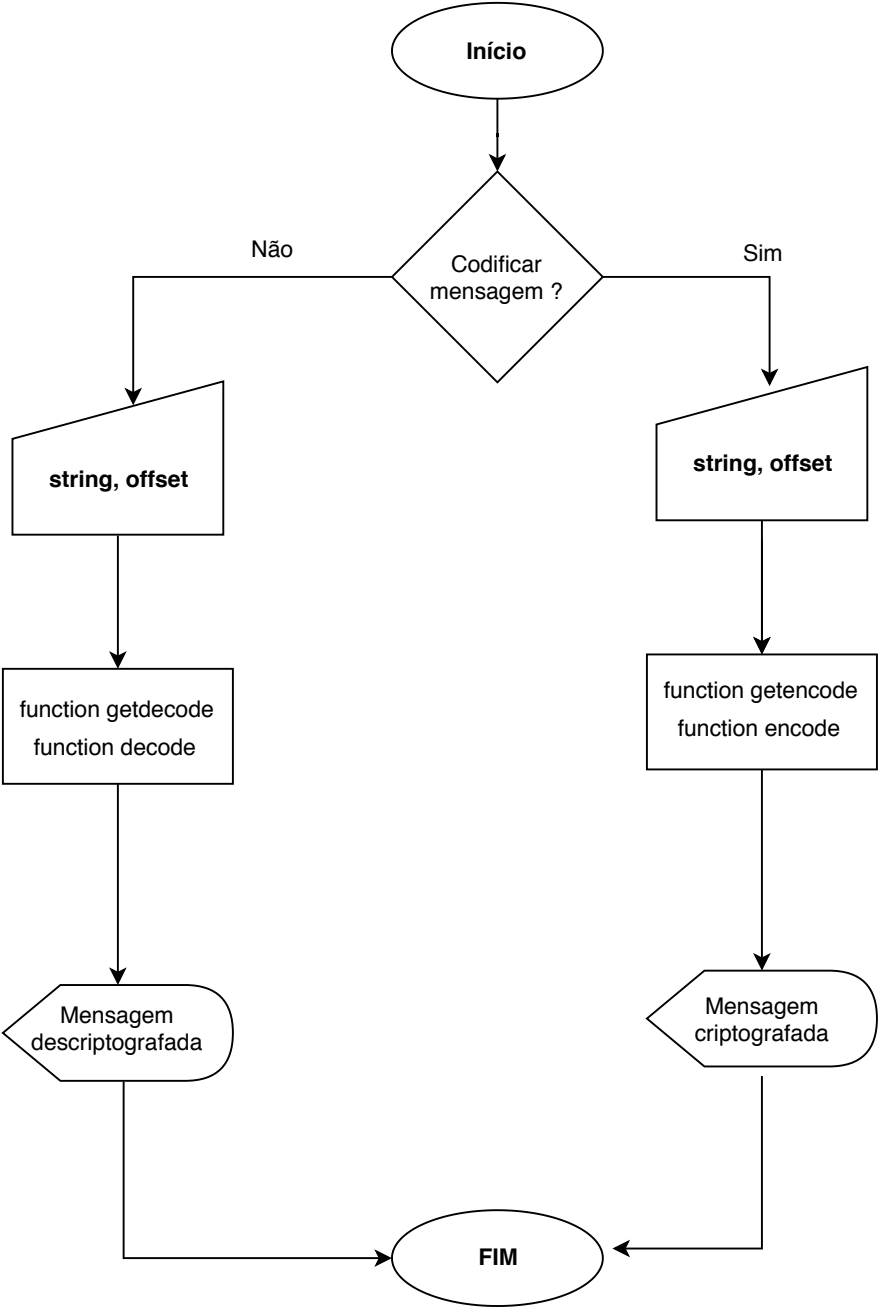 Início
Codificar
mensagem ?
Não
Sim
string, offset
string, offset
function getdecode
function decode
function getencode
function encode
Mensagem
descriptografada
Mensagem
criptografada
FIM